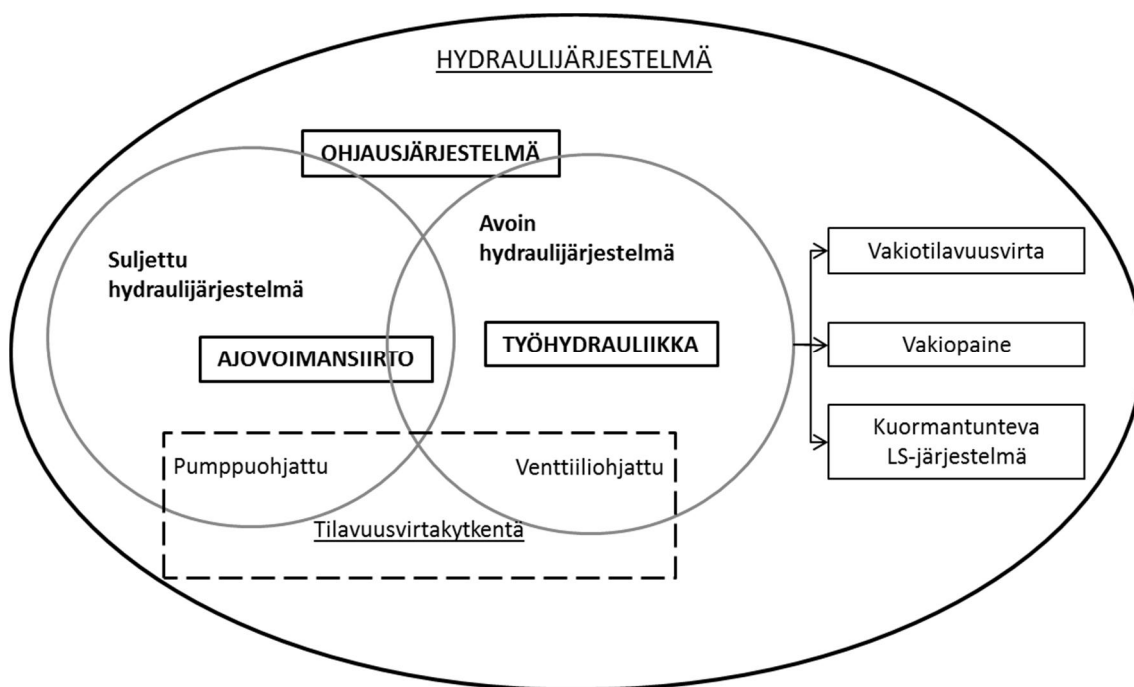 HYDRAULIJÄRJESTELMÄ
OHJAUSJÄRJESTELMÄ
Suljettu
hydraulijärjestelmä
Avoin
hydraulijärjestelmä
AJOVOIMANSIIRTO
TYÖHYDRAULIIKKA
Pumppuohjattu
Venttiiliohjattu
Tilavuusvirtakytkentä
Vakiotilavuusvirta
Vakiopaine
Kuormantunteva
LS-järjestelmä